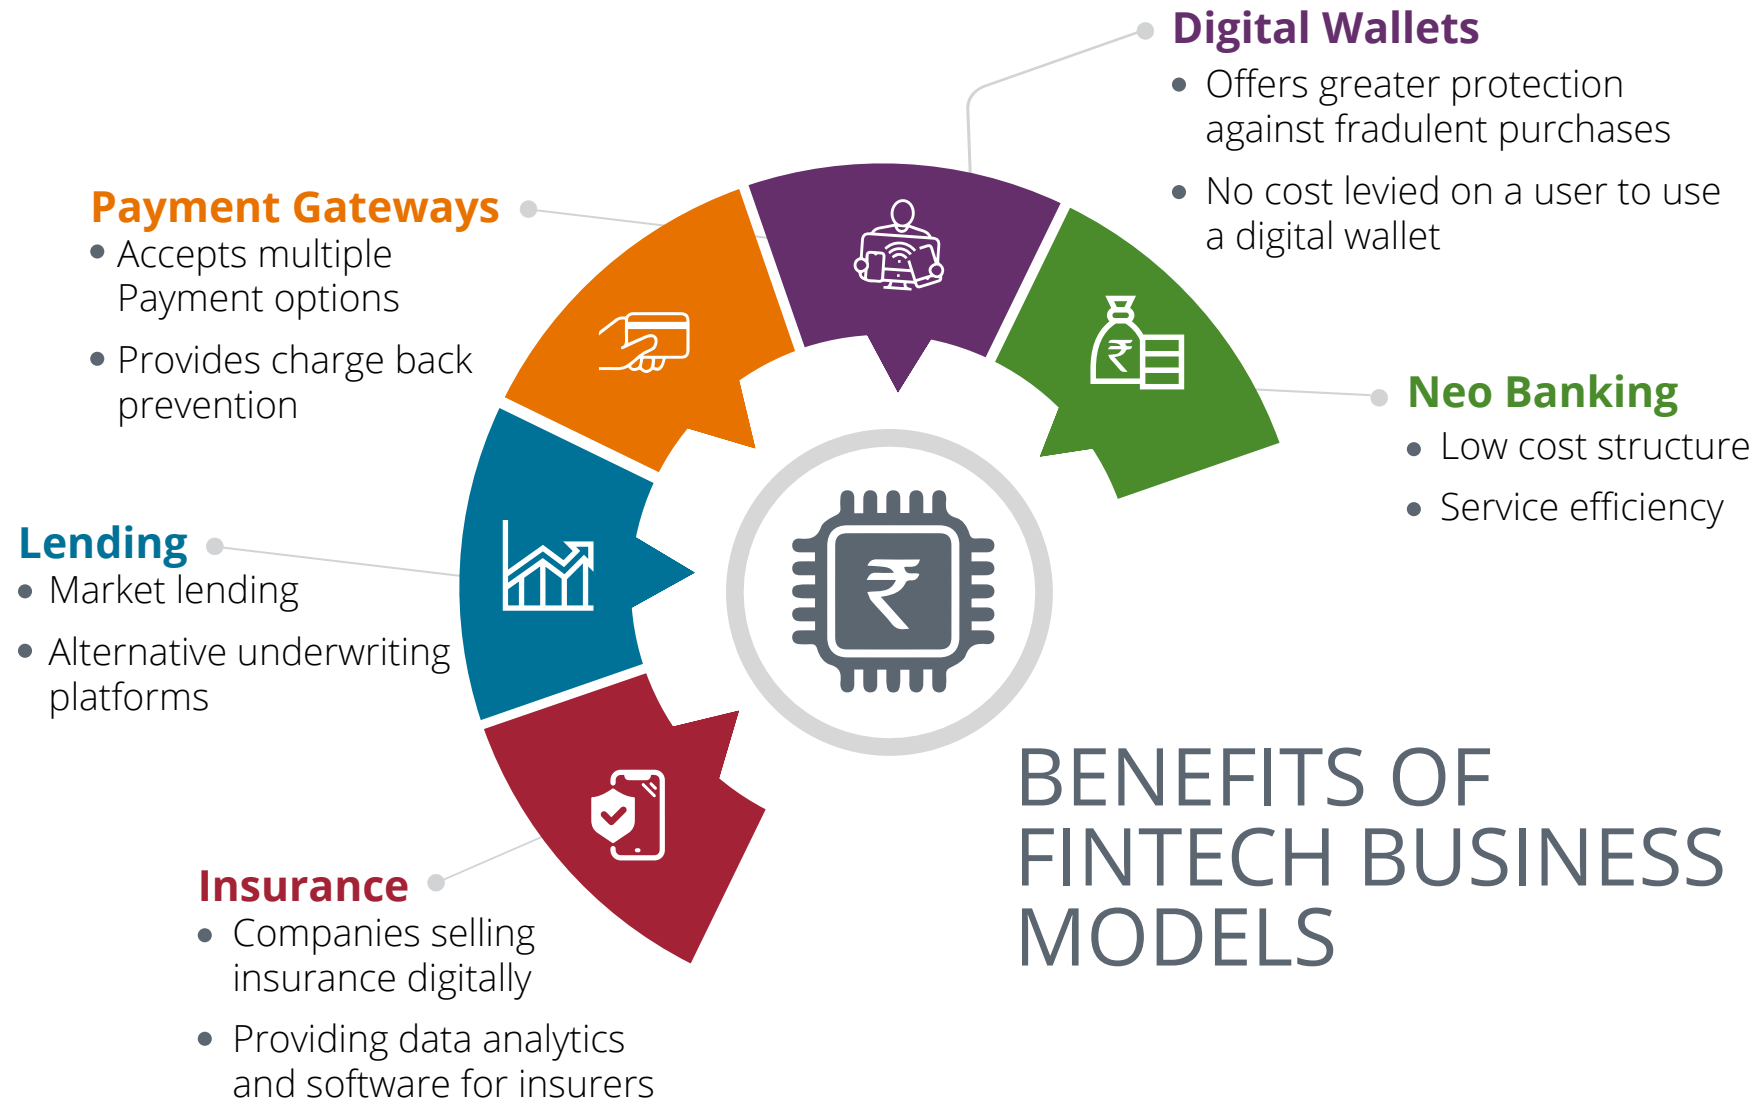 Digital Wallets
Offers greater protection
against fradulent purchases
No cost levied on a user to use
a digital wallet
Payment Gateways
Accepts multiple
Payment options
Provides charge back
prevention
₹
Neo Banking
Low cost structure
Service efficiency
Lending
Market lending
Alternative underwriting
platforms
₹
BENEFITS OF
FINTECH BUSINESS
MODELS
Insurance
Companies selling
insurance digitally
Providing data analytics
and software for insurers